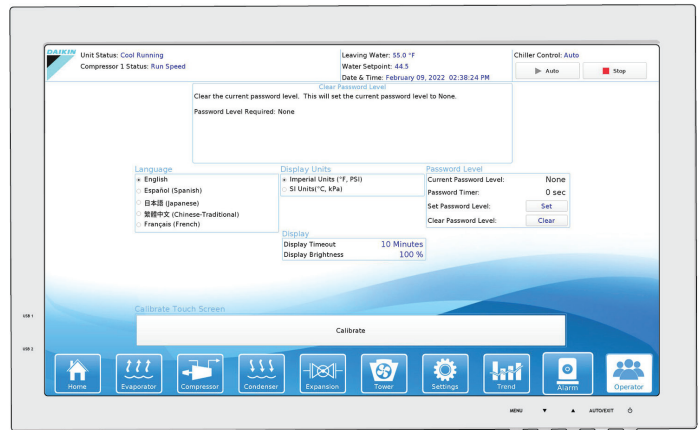 DAIKIN
Unit Status: Cool Running
Compressor 1 Status: Run Speed
Leaving Water: 55.0 °F
Water Setpoint: 44.5
Date & Time: February 09, 2022  02:38:24 PM
Chiller Control: Auto
Auto
Stop
Clear Password Level
Clear the current password level.  This will set the current password level to None.
Password Level Required: None
Language
English
Español (Spanish)
日本語 (Japanese)
繁體中文 (Chinese-Traditional)
Français (French)
Display Units
Imperial Units (°F, PSI)
SI Units(°C, kPa)
Password Level
Current Password Level: None
Password Timer: 0 sec
Set Password Level: Set
Clear Password Level: Clear
Display
Display Timeout 10 Minutes
Display Brightness 100 %
Calibrate Touch Screen
Calibrate
USB 1
USB 2
Home
Evaporator
Compressor
Condenser
Expansion
Tower
Settings
Trend
Alarm
Operator
MENU ▼ ▲ AUTO/EXIT